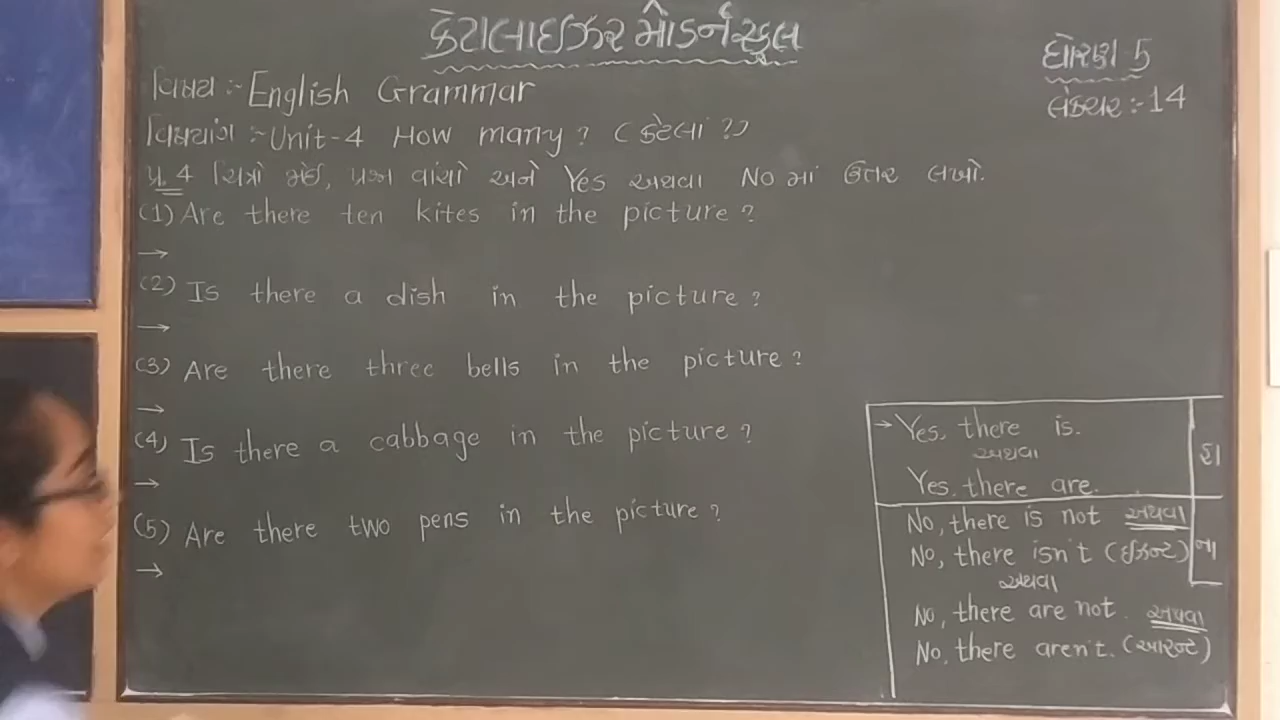 કેટાલાઈઝર મોર્ડન સ્કુલ
ધોરણ-5
વિષય :- English Grammar
લેક્ચર :- 14
વિષયાંગ :- Unit-4 How many? (કેટલાં?)
પ્ર. 4 ચિત્રો જોઈ, પ્રશ્ન વાંચો અને Yes અથવા No માં ઉત્તર લખો.
(1) Are there ten kites in the picture?
→
(2) Is there a dish in the picture?
→
(3) Are there three bells in the picture?
→
(4) Is there a cabbage in the picture?
→
(5) Are there two pens in the picture?
→
→ Yes, there is.
અથવા
હા
Yes, there are.
No, there is not અથવા
No, there isn't (ઈઝન્ટ) ના
અથવા
No, there are not. અથવા
No, there aren't. (આરન્ટ)